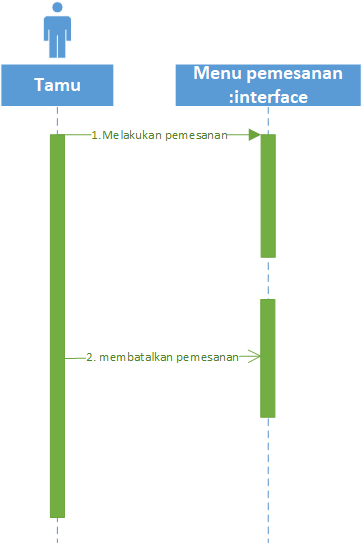 Tamu
Menu pemesanan
:interface
1.Melakukan pemesanan
2. membatalkan pemesanan